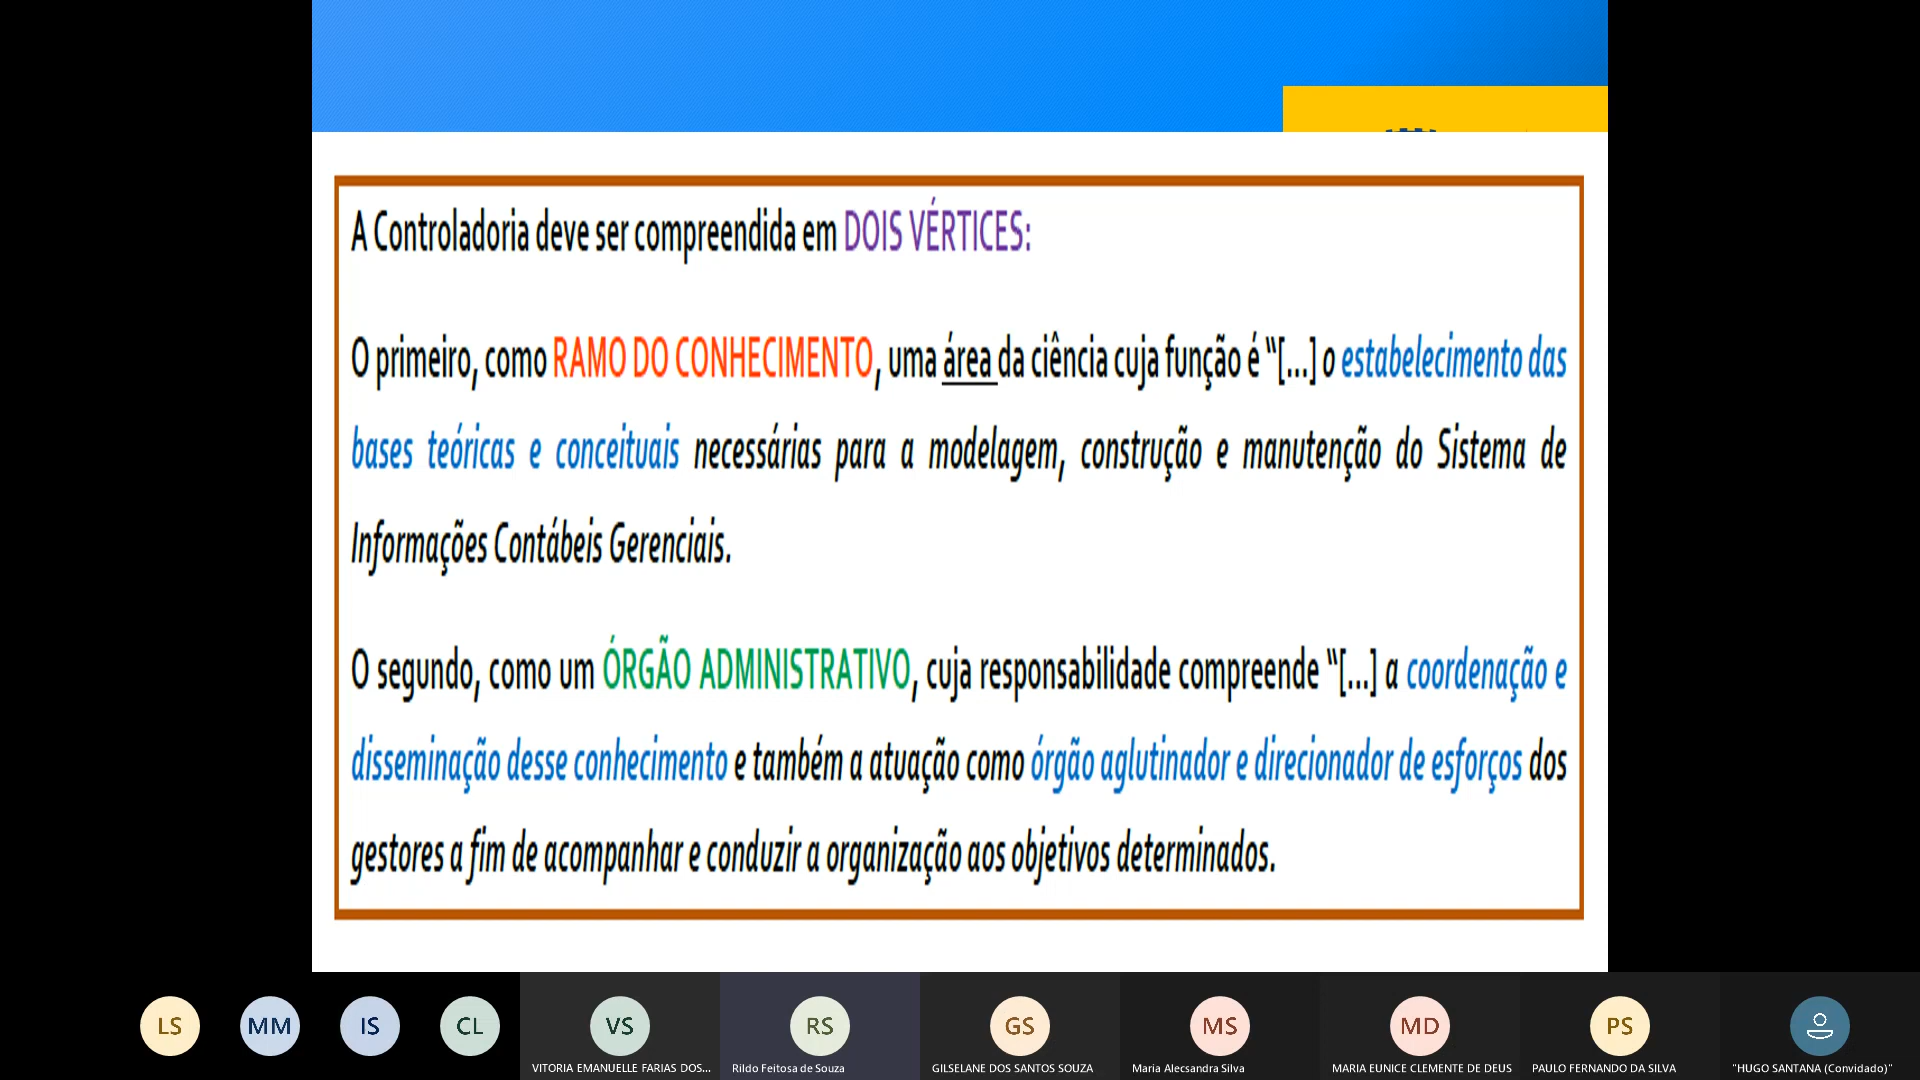 A Controladoria deve ser compreendida em DOIS VÉRTICES:
O primeiro, como RAMO DO CONHECIMENTO, uma área da ciência cuja função é “[...] o estabelecimento das
bases teóricas e conceituais necessárias para a modelagem, construção e manutenção do Sistema de
Informações Contábeis Gerenciais.
O segundo, como um ÓRGÃO ADMINISTRATIVO, cuja responsabilidade compreende “[...] a coordenação e
disseminação desse conhecimento e também a atuação como órgão aglutinador e direcionador de esforços dos
gestores a fim de acompanhar e conduzir a organização aos objetivos determinados.
LS MM IS CL VS RS GS MS MD PS
VITORIA EMANUELLE FARIAS DOS... Rildo Feitosa de Souza GILSELANE DOS SANTOS SOUZA Maria Alecsandra Silva MARIA EUNICE CLEMENTE DE DEUS PAULO FERNANDO DA SILVA "HUGO SANTANA (Convidado)"